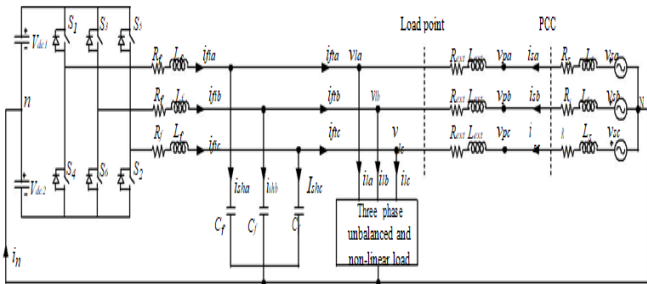 Load point
PCC
S1 S3 S5
Vdc1
Rf Lf ifta ifta vla Rext Lext vpa isa Rs L vsa
n
Rf Lf iftb iftb vlb Rext Lext vpb isb R L
Rf Lf iftc iftc v lc Rext Lext vpc i Ls vsc
S4 S6 S2
Vdc2
isha ishb Ishc ila ilb ilc
Cf Cf C
Three phase
unbalanced and
non-linear load
in